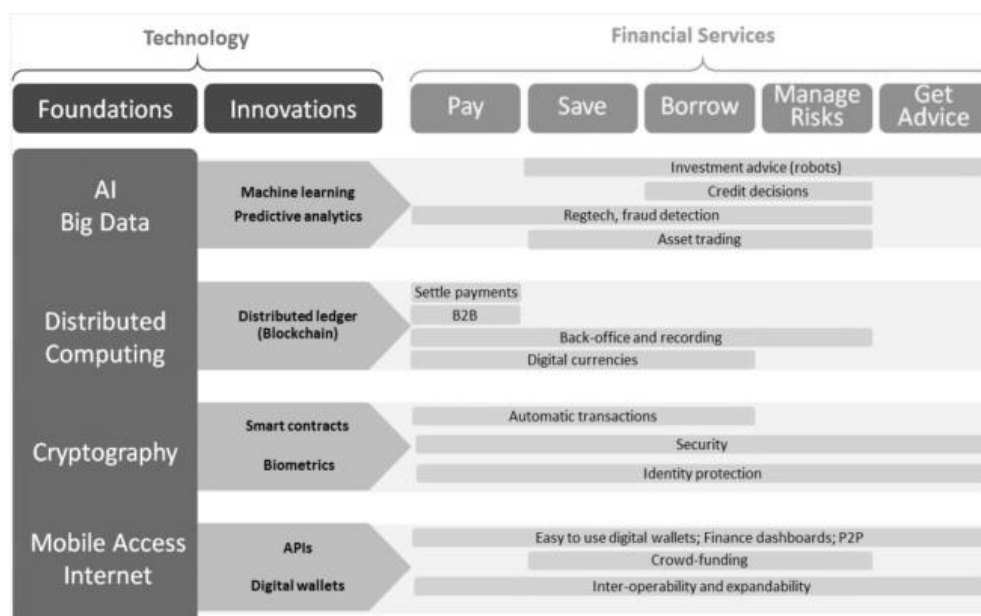 Technology
Financial Services
Foundations
Innovations
Pay
Save
Borrow
Manage
Risks
Get
Advice
AI
Big Data
Machine learning
Predictive analytics
Investment advice (robots)
Credit decisions
Regtech, fraud detection
Asset trading
Distributed
Computing
Distributed ledger
(Blockchain)
Settle payments
B2B
Back-office and recording
Digital currencies
Cryptography
Smart contracts
Biometrics
Automatic transactions
Security
Identity protection
Mobile Access
Internet
APIs
Digital wallets
Easy to use digital wallets; Finance dashboards; P2P
Crowd-funding
Inter-operability and expandability